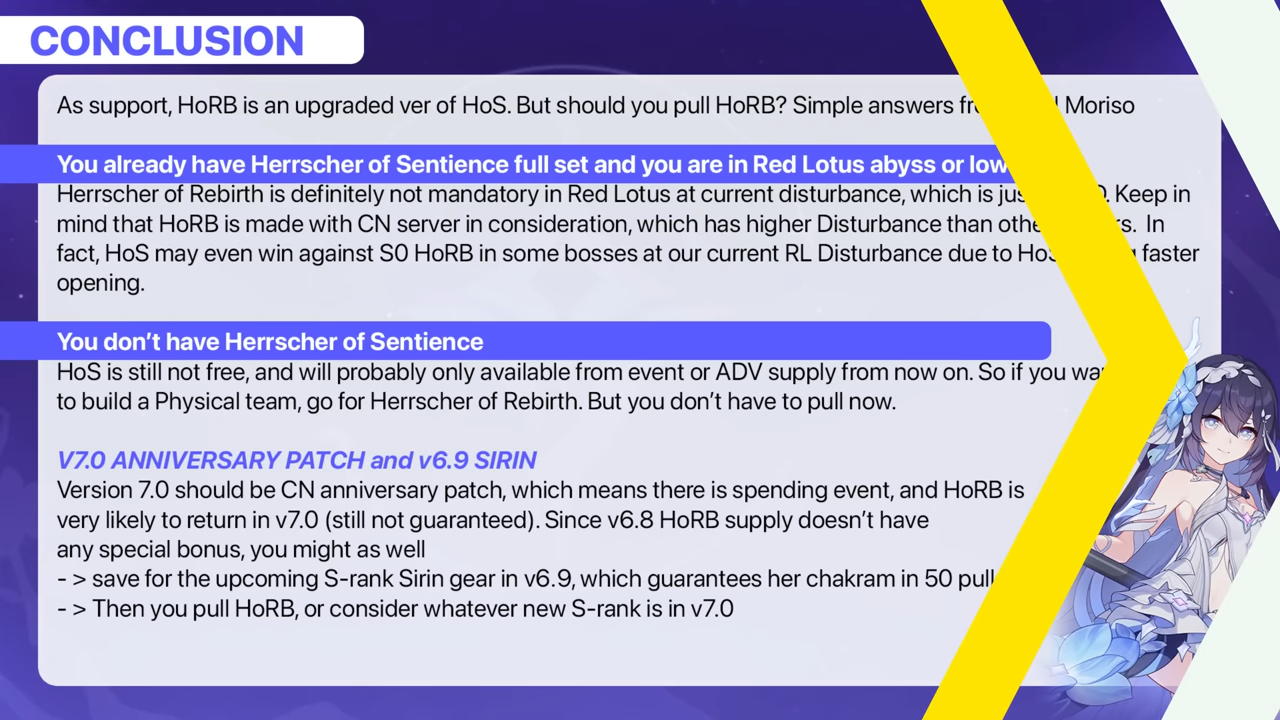 CONCLUSION
As support, HoRB is an upgraded ver of HoS. But should you pull HoRB? Simple answers Moriso
You already have Herrscher of Sentience full set and you are in Red Lotus abyss or
Herrscher of Rebirth is definitely not mandatory in Red Lotus at current disturbance, which is Keep in
mind that HoRB is made with CN server in consideration, which has higher Disturbance than In
fact, HoS may even win against S0 HoRB in some bosses at our current RL Disturbance due to faster
opening.
You don't have Herrscher of Sentience
HoS is still not free, and will probably only available from event or ADV supply from now on. So if you
to build a Physical team, go for Herrscher of Rebirth. But you don't have to pull now.
V7.0 ANNIVERSARY PATCH and v6.9 SIRIN
Version 7.0 should be CN anniversary patch, which means there is spending event, and HoRB is
very likely to return in v7.0 (still not guaranteed). Since v6.8 HoRB supply doesn't have
any special bonus, you might as well
- > save for the upcoming S-rank Sirin gear in v6.9, which guarantees her chakram in 50
- > Then you pull HoRB, or consider whatever new S-rank is in v7.0